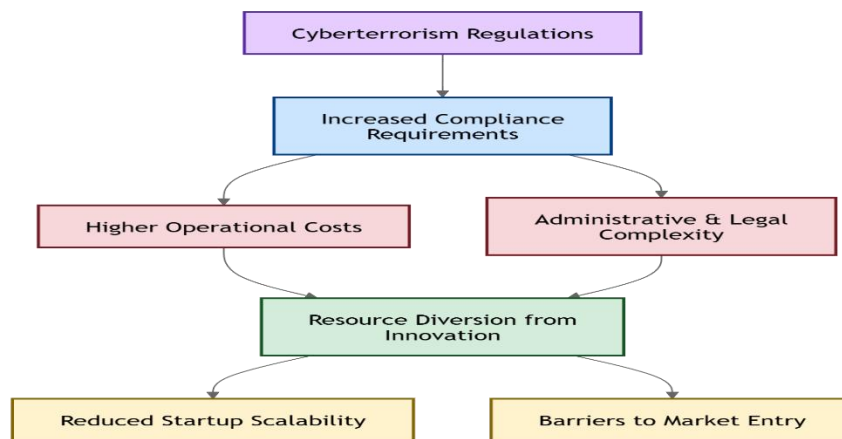 Cyberterrorism Regulations
Increased Compliance
Requirements
Higher Operational Costs
Administrative & Legal
Complexity
Resource Diversion from
Innovation
Reduced Startup Scalability
Barriers to Market Entry